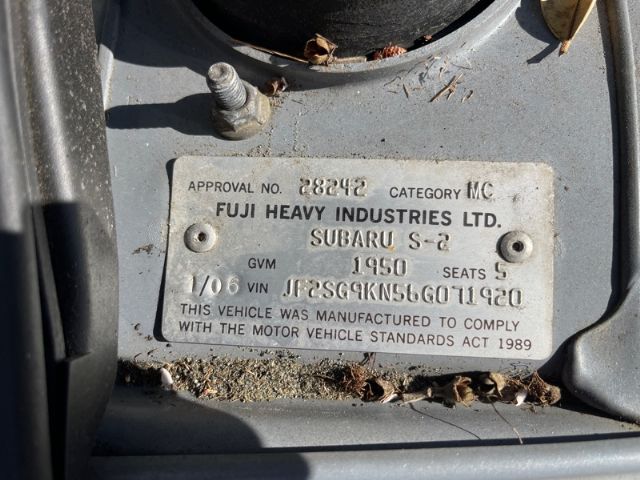 APPROVAL NO. 28242 CATEGORY MC
FUJI HEAVY INDUSTRIES LTD.
SUBARU S-2
GVM 1950 SEATS 5
1/06 VIN JF2SG9KN56G071920
THIS VEHICLE WAS MANUFACTURED TO COMPLY
WITH THE MOTOR VEHICLE STANDARDS ACT 1989